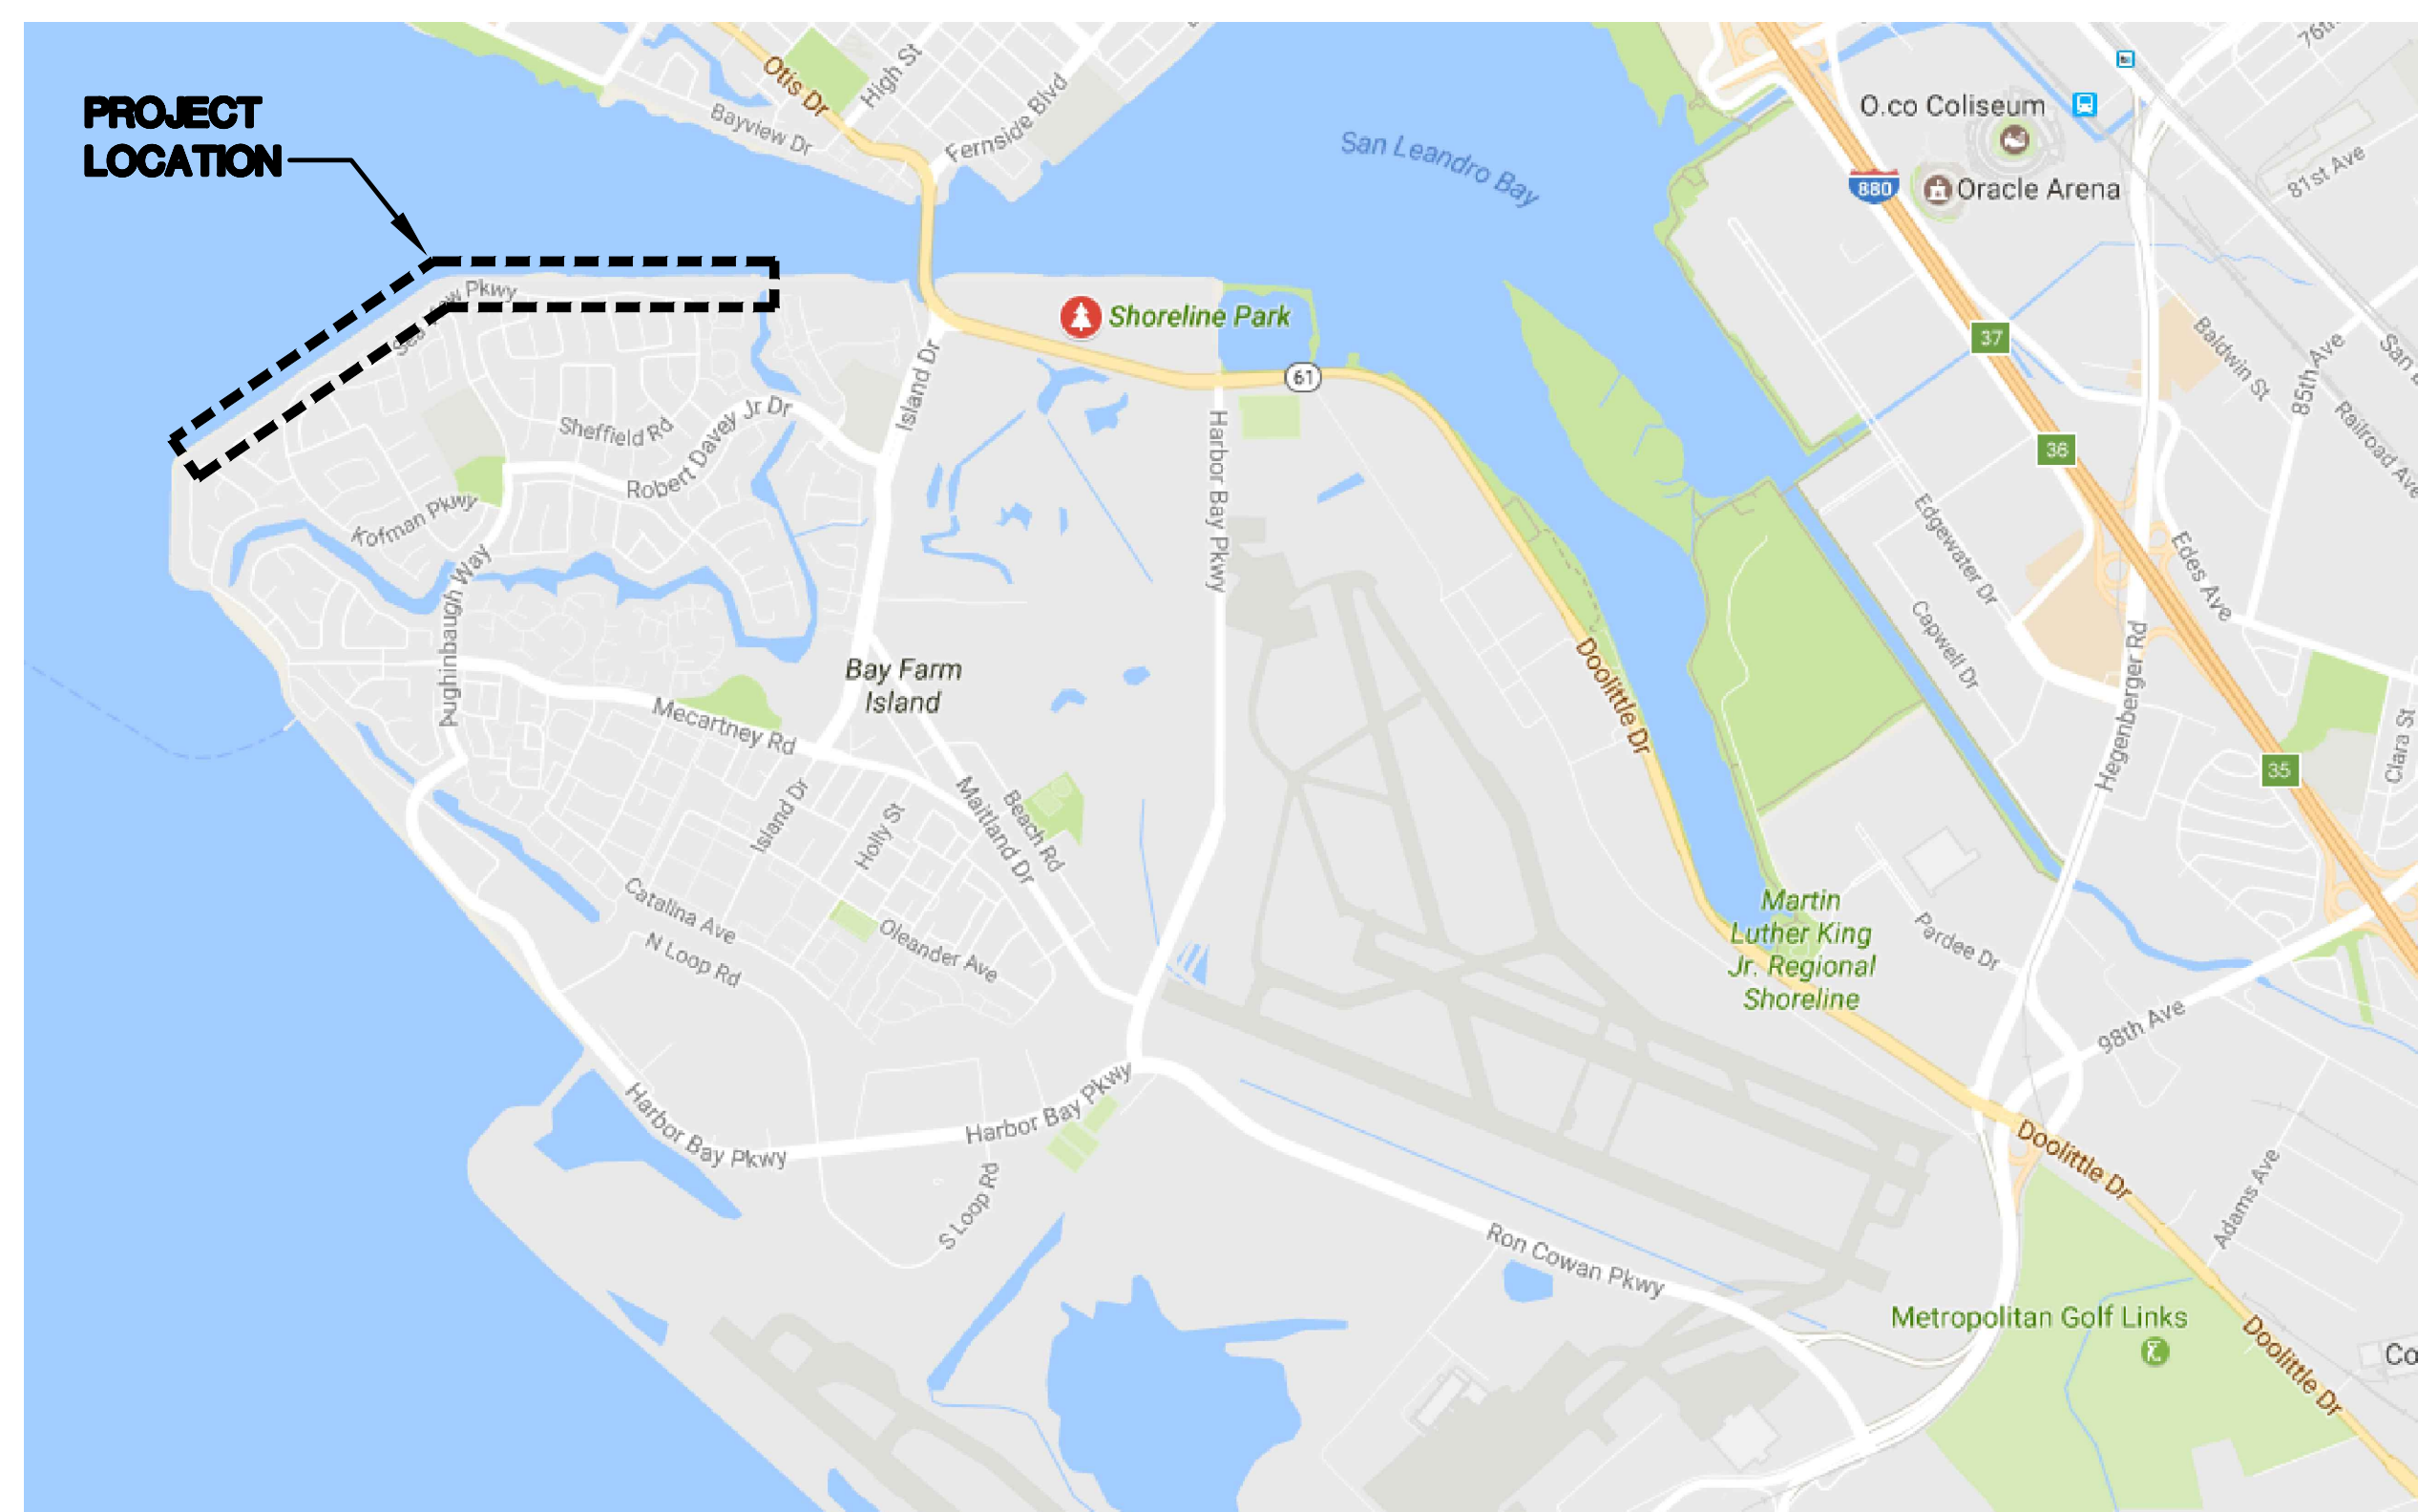 PROJECT
LOCATION
Otis Dr
High St
Bayview Dr
Fernside Blvd
San Leandro Bay
O.co Coliseum
880
Oracle Arena
76th
81st Ave
Pkwy
Shoreline Park
61
37
Baldwin St
85th Ave
San
Railroad Ave
Island Dr
Sheffield Rd
Robert Davey Jr Dr
Harbor Bay Pkwy
36
Kofman Pkwy
Edgewater Dr
Edes Ave
Aughinbaugh Way
Capwell Dr
Bay Farm
Island
Doolittle Dr
Hegenberger Rd
Mecartney Rd
Clara St
35
Island Dr
Holly St
Maitland Dr
Beach Rd
Catalina Ave
N Loop Rd
Oleander Ave
Martin
Luther King
Jr. Regional
Shoreline
Pardee Dr
98th Ave
Harbor Bay Pkwy
Harbor Bay Pkwy
S Loop Rd
Doolittle Dr
Adams Ave
Ron Cowan Pkwy
Metropolitan Golf Links
Doolittle Dr
Co